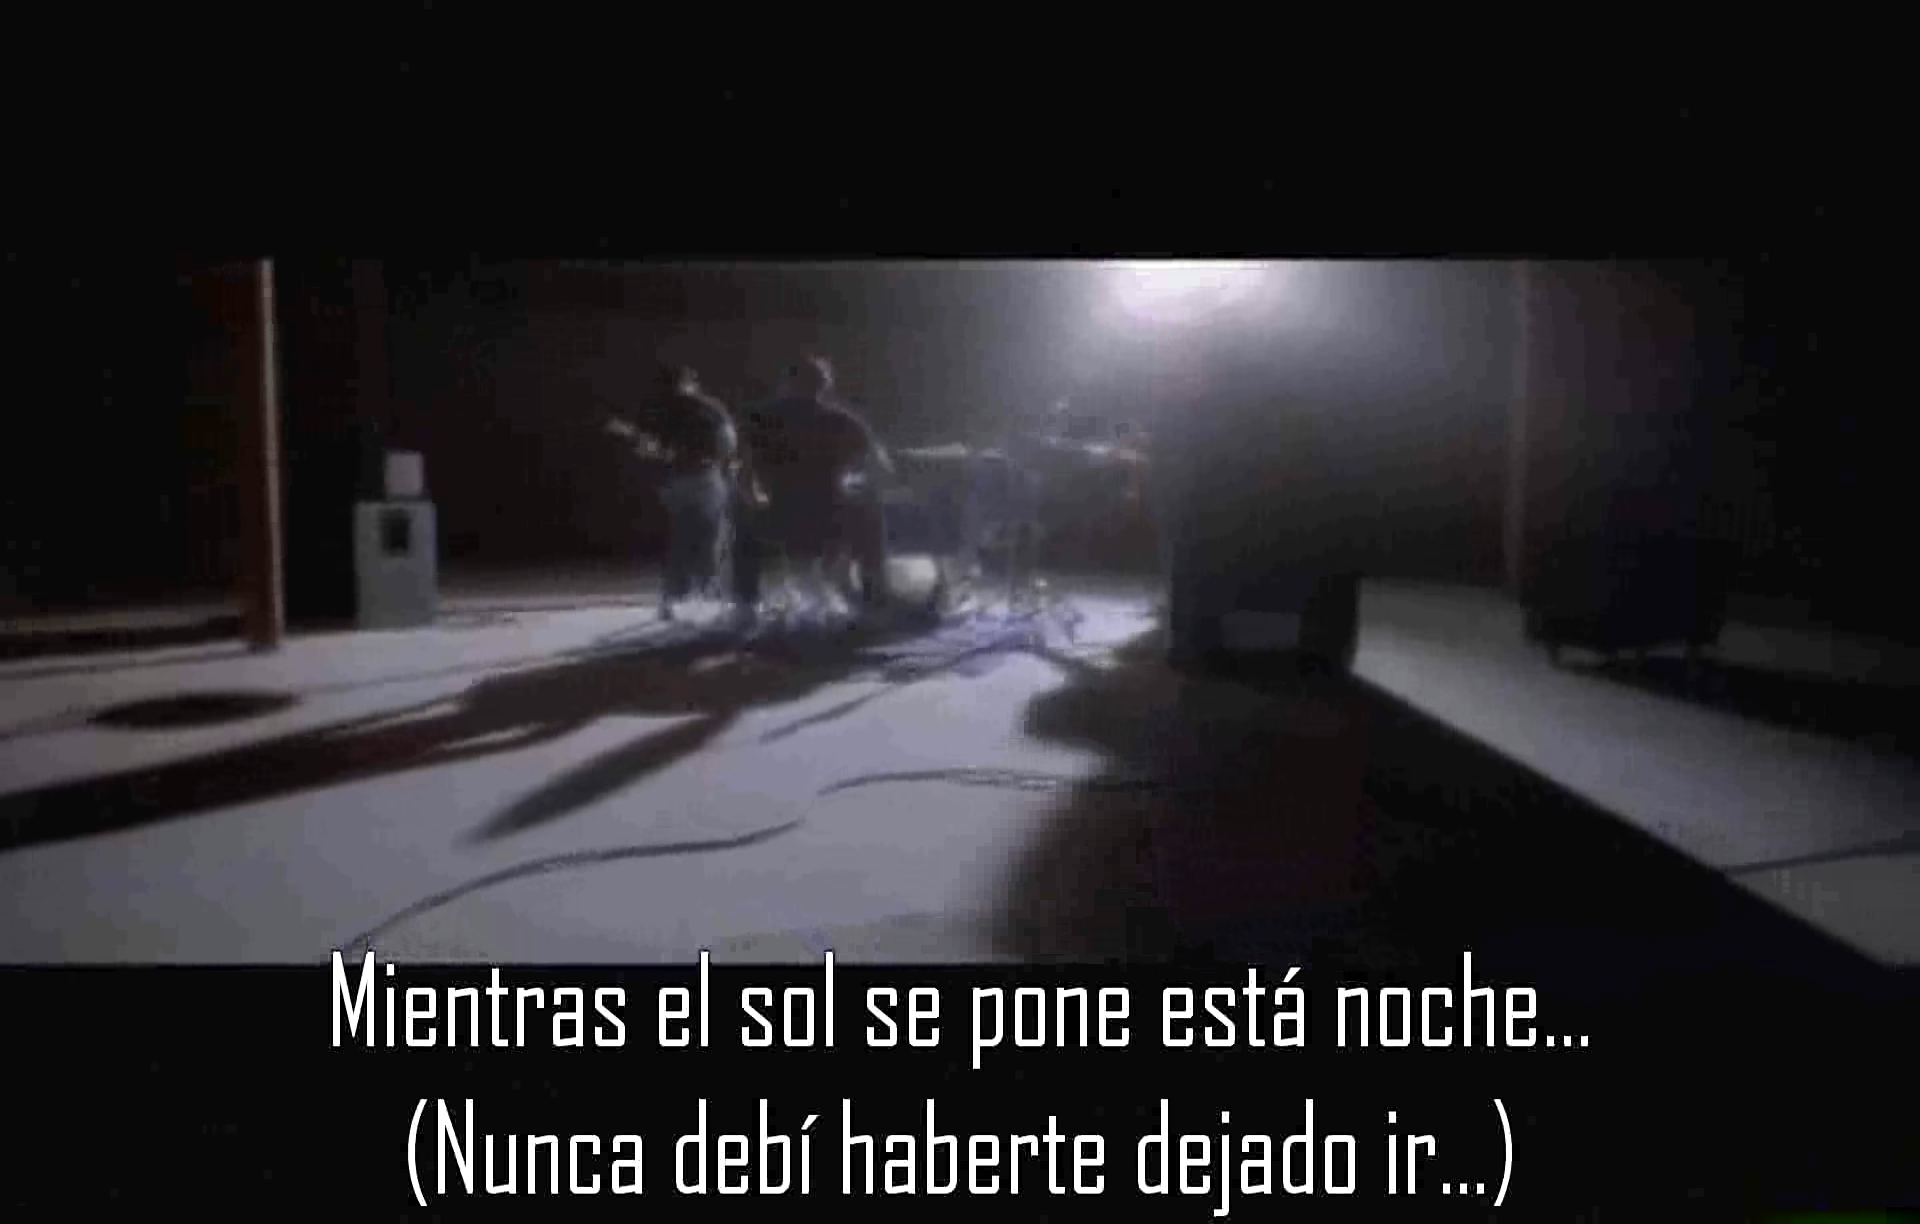 Mientras el sol se pone está noche...
(Nunca debí haberte dejado ir...)